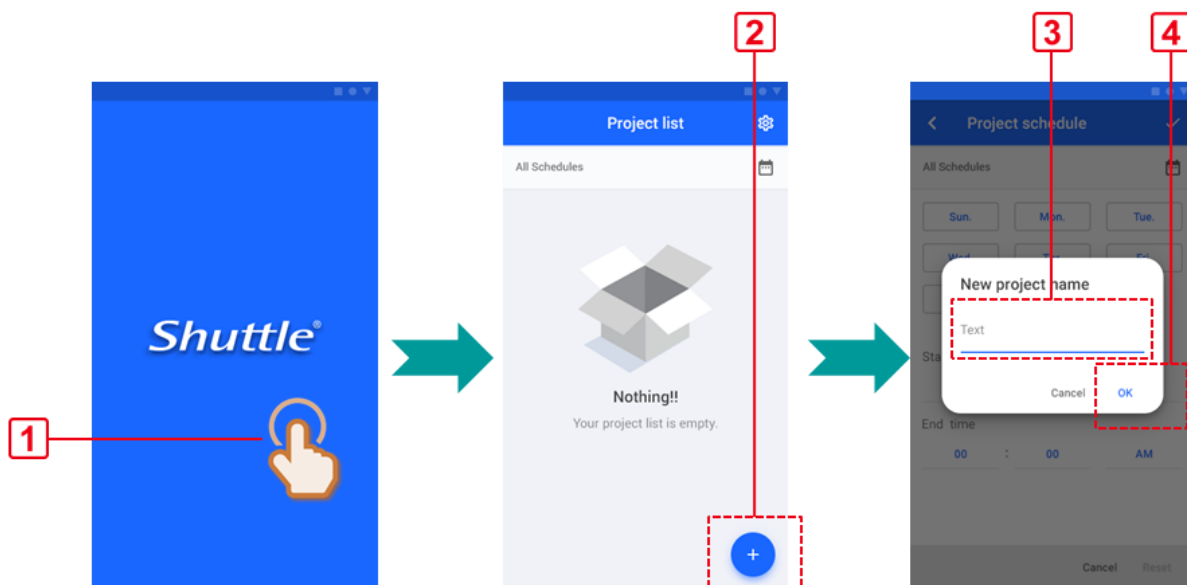 2
3
4
Project list
Project schedule
All Schedules
All Schedules
Sun.
Mon.
Tue.
New project name
Text
Shuttle®
Nothing!!
Cancel
OK
Your project list is empty.
End time
1
00
:
00
AM
+
Cancel
Reset